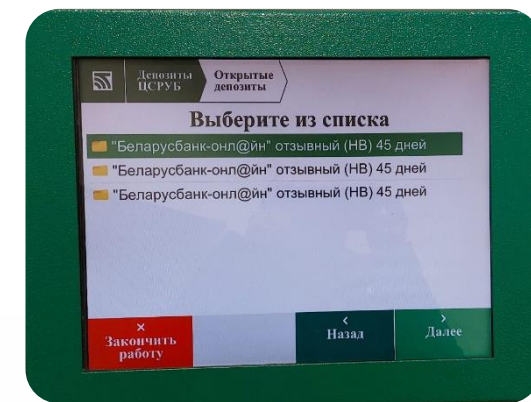 Депозиты
ЦСРУБ
Открытые
депозиты
Выберите из списка
"Беларусбанк-онл@йн" отзывный (НВ) 45 дней
"Беларусбанк-онл@йн" отзывный (НВ) 45 дней
"Беларусбанк-онл@йн" отзывный (НВ) 45 дней
×
Закончить
работу
<
Назад
>
Далее